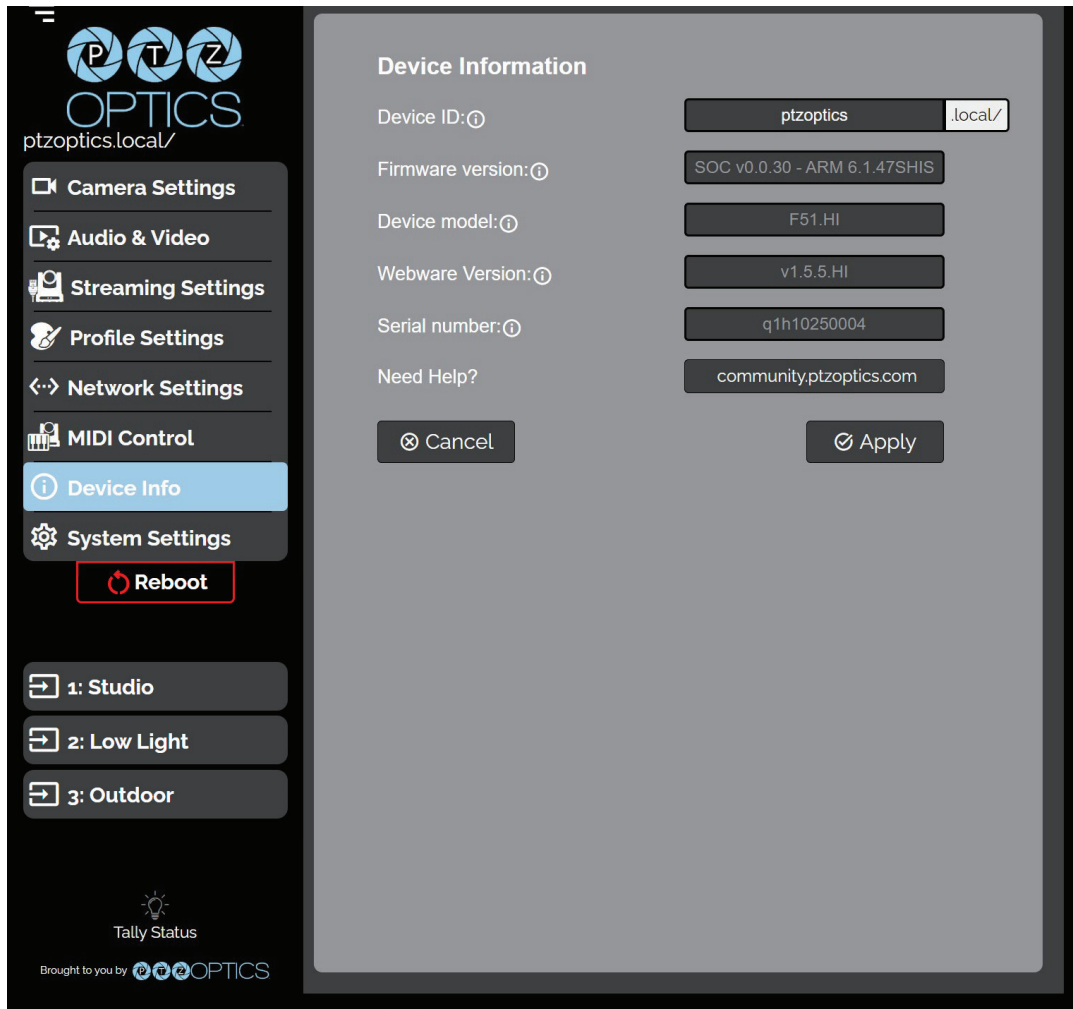 P T Z
OPTICS
ptzoptics.local/
Camera Settings
Audio & Video
Streaming Settings
Profile Settings
Network Settings
MIDI Control
Device Info
System Settings
Reboot
1: Studio
2: Low Light
3: Outdoor
Tally Status
Brought to you by PTZOPTICS
Device Information
Device ID: ptzoptics .local/
Firmware version: SOC v0.0.30 - ARM 6.1.47SHIS
Device model: F51.HI
Webware Version: v1.5.5.HI
Serial number: q1h10250004
Need Help? community.ptzoptics.com
Cancel Apply